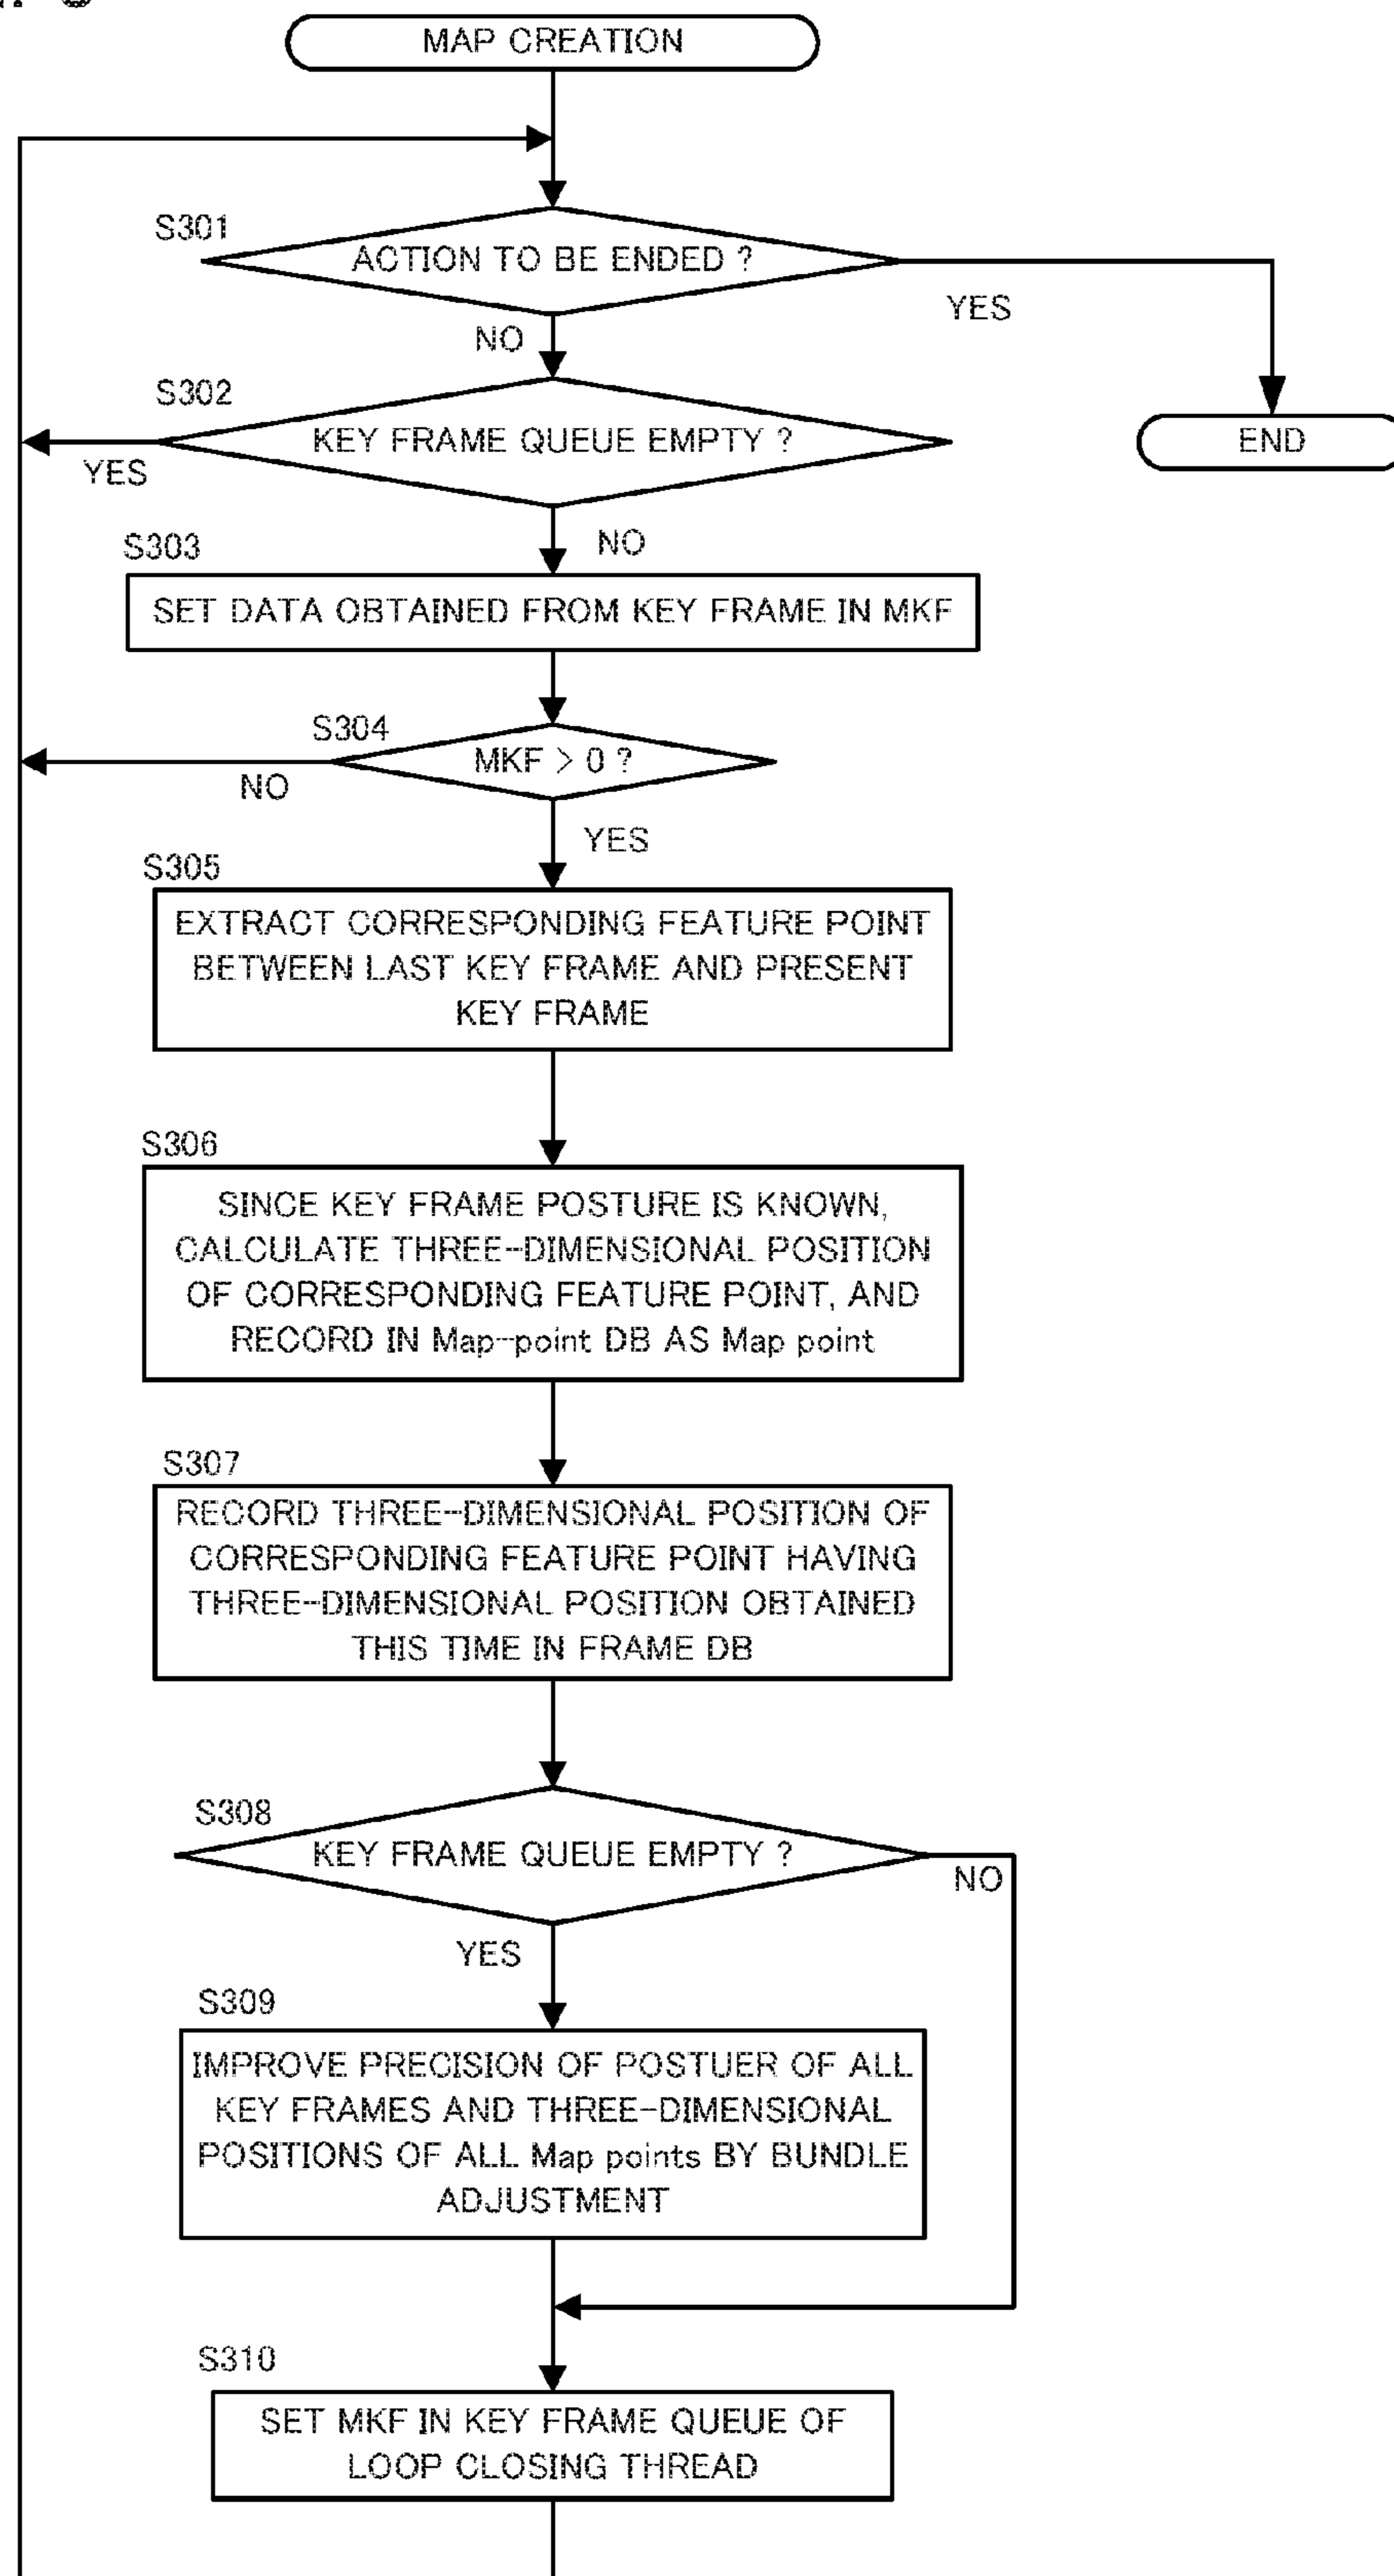 MAP CREATION
S301
ACTION TO BE ENDED ?
YES
NO
S302
KEY FRAME QUEUE EMPTY ?
END
YES
NO
S303
SET DATA OBTAINED FROM KEY FRAME IN MKF
S304
MKF > 0 ?
NO
YES
S305
EXTRACT CORRESPONDING FEATURE POINT
BETWEEN LAST KEY FRAME AND PRESENT
KEY FRAME
S306
SINCE KEY FRAME POSTURE IS KNOWN,
CALCULATE THREE-DIMENSIONAL POSITION
OF CORRESPONDING FEATURE POINT, AND
RECORD IN Map-point DB AS Map point
S307
RECORD THREE-DIMENSIONAL POSITION OF
CORRESPONDING FEATURE POINT HAVING
THREE-DIMENSIONAL POSITION OBTAINED
THIS TIME IN FRAME DB
S308
KEY FRAME QUEUE EMPTY ?
NO
YES
S309
IMPROVE PRECISION OF POSTUER OF ALL
KEY FRAMES AND THREE-DIMENSIONAL
POSITIONS OF ALL Map points BY BUNDLE
ADJUSTMENT
S310
SET MKF IN KEY FRAME QUEUE OF
LOOP CLOSING THREAD